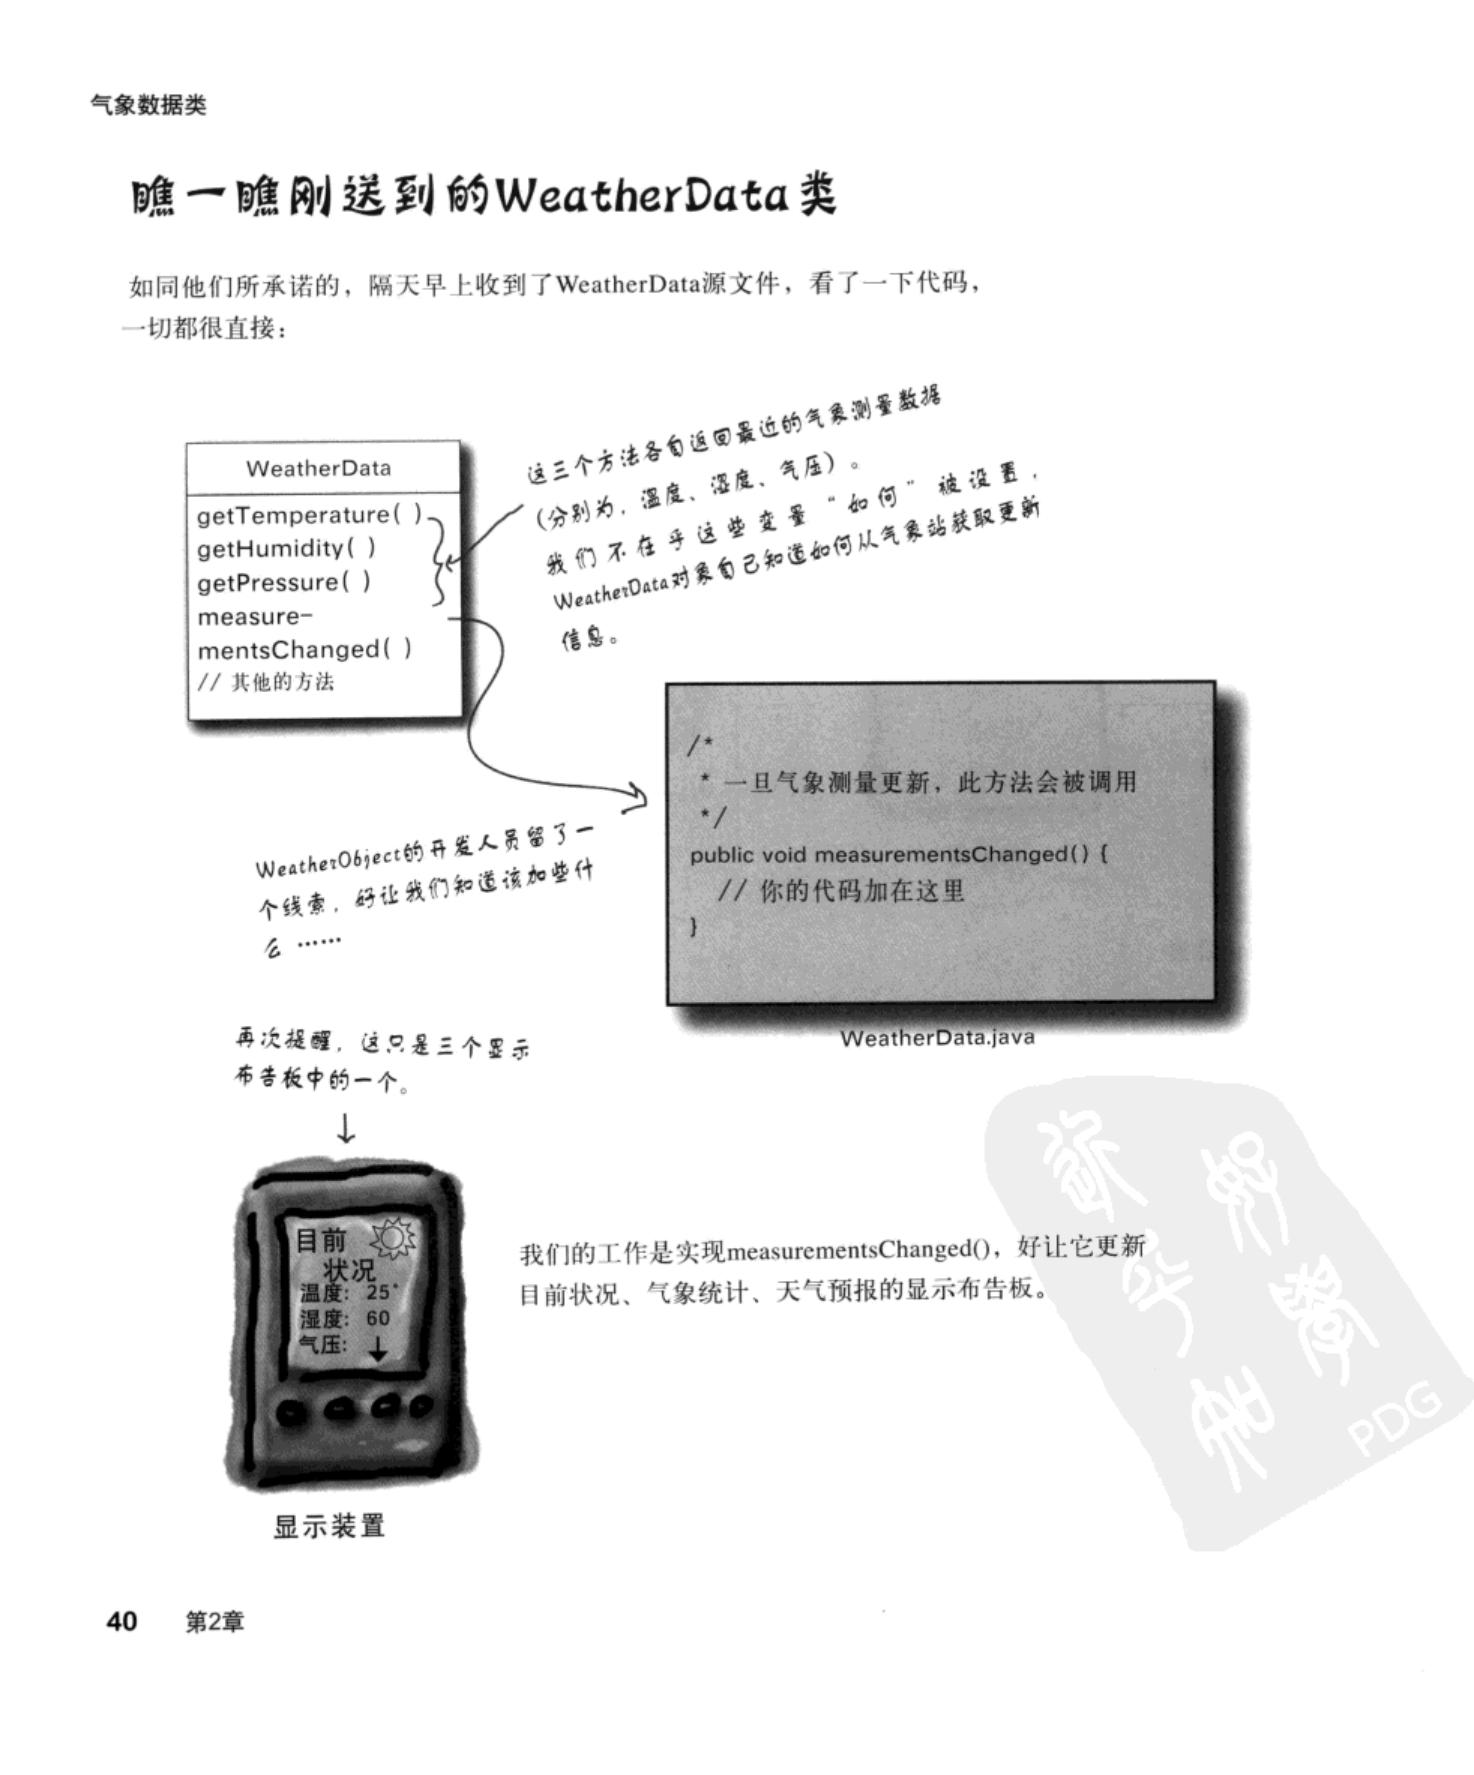 气象数据类
瞧一瞧刚送到的WeatherData类
如同他们所承诺的，隔天早上收到了WeatherData源文件，看了一下代码，
一切都很直接：
WeatherData
getTemperature( )
getHumidity( )
getPressure( )
measure-
mentsChanged( )
// 其他的方法
这三个方法各自返回最近的气象测量数据
（分别为，温度、湿度、气压）。
我们不在乎这些变量“如何”被设置，
WeatherData对象自己知道如何从气象站获取更新
信息。
/*
* 一旦气象测量更新，此方法会被调用
*/
public void measurementsChanged() {
// 你的代码加在这里
}
WeatherData.java
WeatherObject的开发人员留了一
个线索，好让我们知道该加些什
么 ……
再次提醒，这只是三个显示
布告板中的一个。
目前
状况
温度: 25°
湿度: 60
气压:
显示装置
我们的工作是实现measurementsChanged()，好让它更新
目前状况、气象统计、天气预报的显示布告板。
PDG
40 第2章